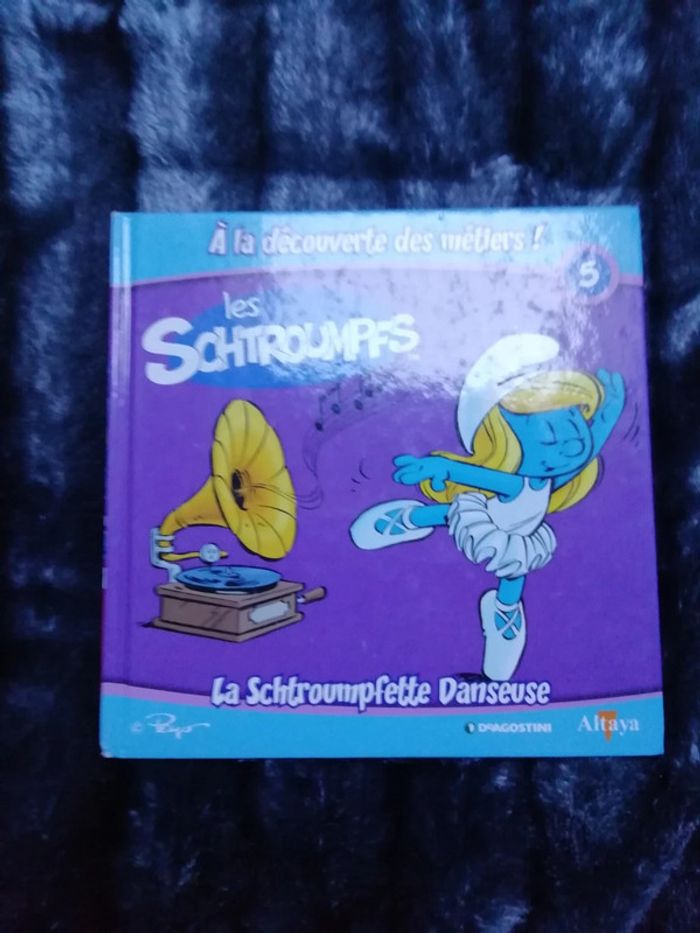 À la découverte des métiers !
5
les
SCHTROUMPFS
La Schtroumpfette Danseuse
© Peyo
DeAGOSTINI
Altaya